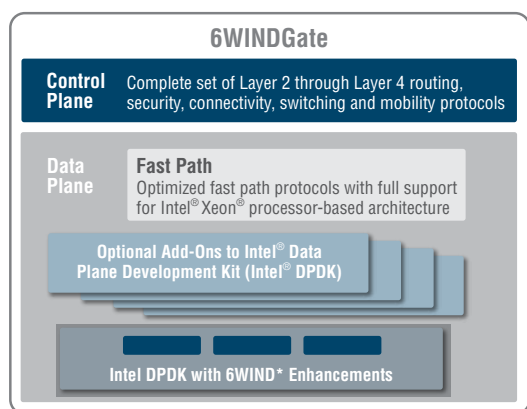 6WINDGate
Control
Plane
Complete set of Layer 2 through Layer 4 routing,
security, connectivity, switching and mobility protocols
Data
Plane
Fast Path
Optimized fast path protocols with full support
for Intel® Xeon® processor-based architecture
Optional Add-Ons to Intel® Data
Plane Development Kit (Intel® DPDK)
Intel DPDK with 6WIND* Enhancements